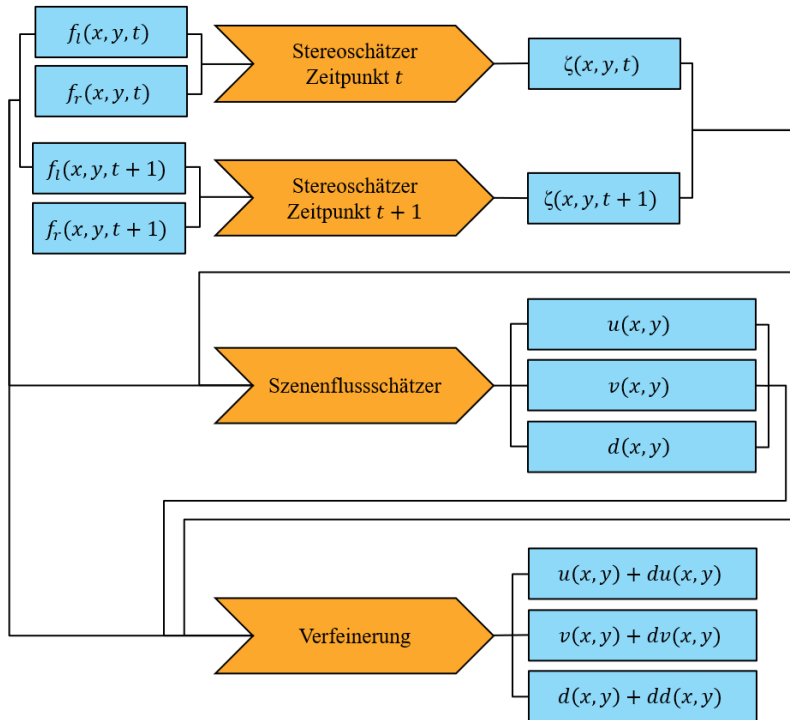 f_l(x, y, t)
f_r(x, y, t)
Stereoschätzer
Zeitpunkt t
ζ(x, y, t)
f_l(x, y, t + 1)
f_r(x, y, t + 1)
Stereoschätzer
Zeitpunkt t + 1
ζ(x, y, t + 1)
Szenenflussschätzer
u(x, y)
v(x, y)
d(x, y)
Verfeinerung
u(x, y) + du(x, y)
v(x, y) + dv(x, y)
d(x, y) + dd(x, y)